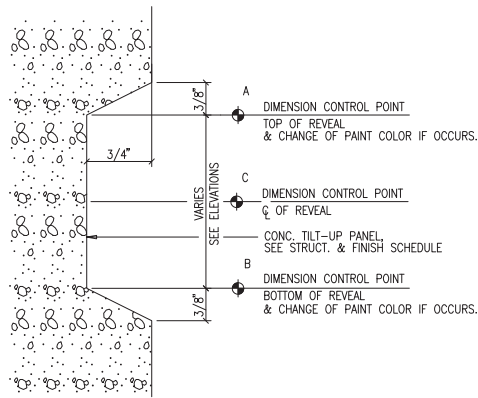 A
3/8"
DIMENSION CONTROL POINT
TOP OF REVEAL
& CHANGE OF PAINT COLOR IF OCCURS.
3/4"
C
DIMENSION CONTROL POINT
℄ OF REVEAL
VARIES
SEE ELEVATIONS
CONC. TILT-UP PANEL,
SEE STRUCT. & FINISH SCHEDULE
B
DIMENSION CONTROL POINT
BOTTOM OF REVEAL
& CHANGE OF PAINT COLOR IF OCCURS.
3/8"